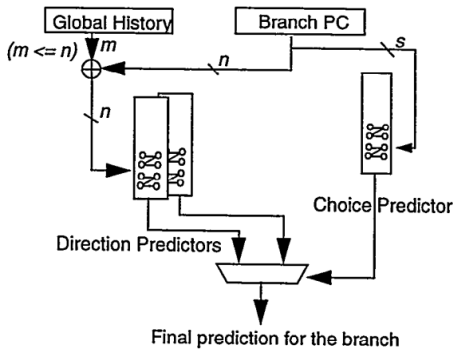 Global History
Branch PC
(m <= n)
m
n
s
n
Choice Predictor
Direction Predictors
Final prediction for the branch